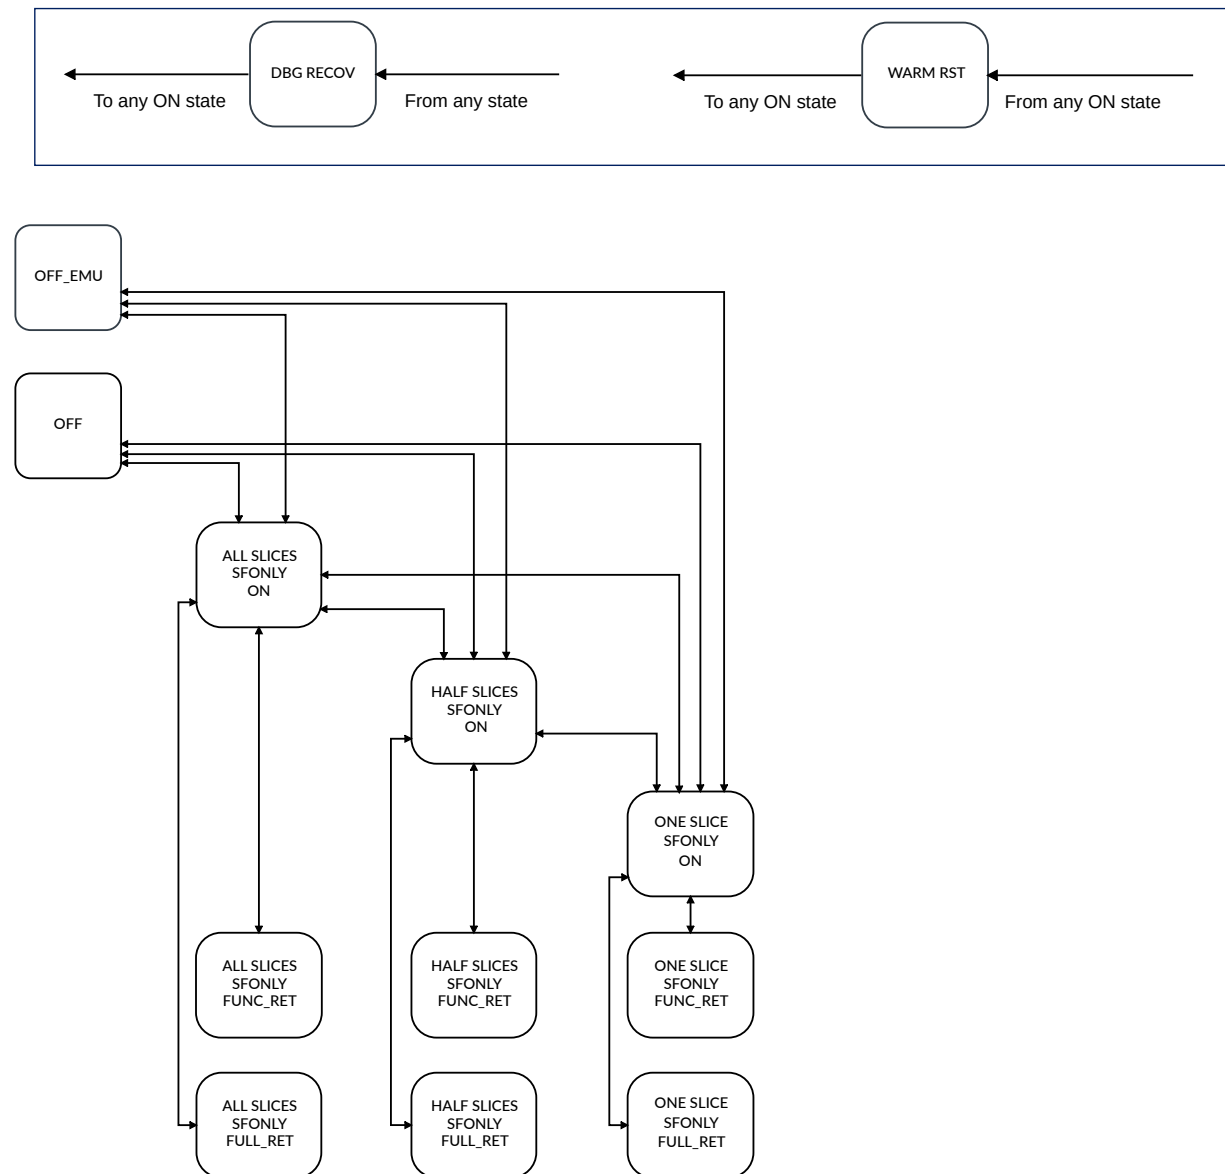 DBG RECOV
To any ON state
From any state
WARM RST
To any ON state
From any ON state
OFF_EMU
OFF
ALL SLICES
SFONLY
ON
HALF SLICES
SFONLY
ON
ONE SLICE
SFONLY
ON
ALL SLICES
SFONLY
FUNC_RET
HALF SLICES
SFONLY
FUNC_RET
ONE SLICE
SFONLY
FUNC_RET
ALL SLICES
SFONLY
FULL_RET
HALF SLICES
SFONLY
FULL_RET
ONE SLICE
SFONLY
FULL_RET